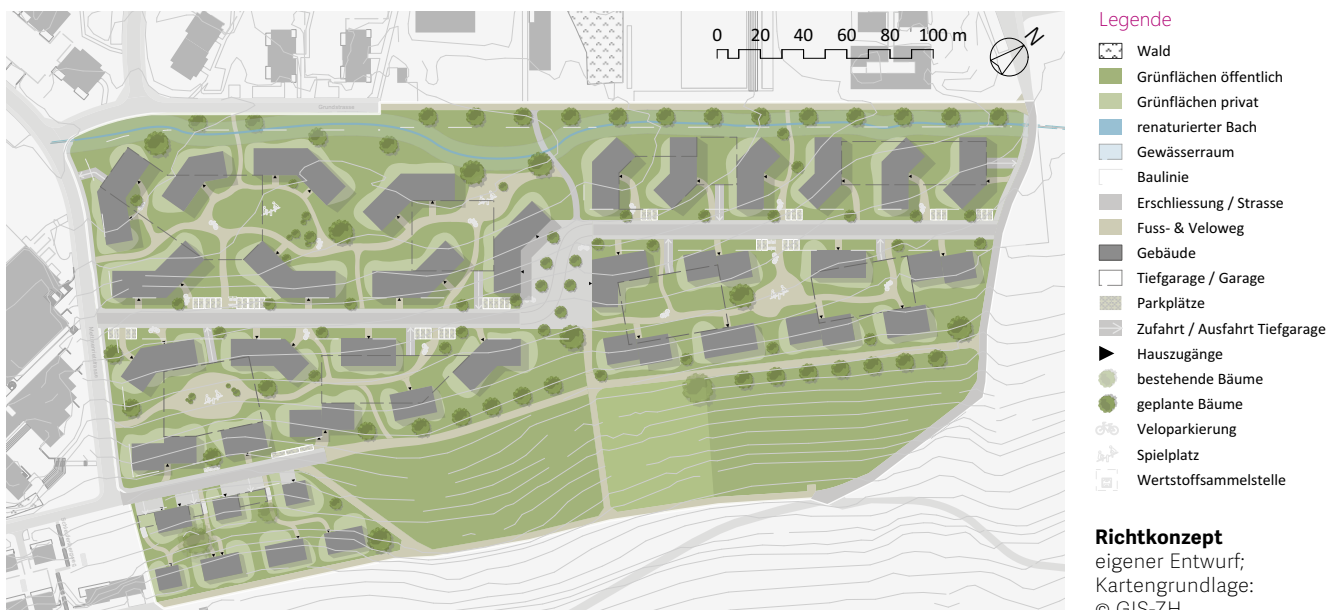 0 20 40 60 80 100 m
N
Grundstrasse
Legende
Wald
Grünflächen öffentlich
Grünflächen privat
renaturierter Bach
Gewässerraum
Baulinie
Erschliessung / Strasse
Fuss- & Veloweg
Gebäude
Tiefgarage / Garage
Parkplätze
Zufahrt / Ausfahrt Tiefgarage
Hauszugänge
bestehende Bäume
geplante Bäume
Veloparkierung
Spielplatz
Wertstoffsammelstelle
Richtkonzept
eigener Entwurf;
Kartengrundlage:
© GIS-ZH